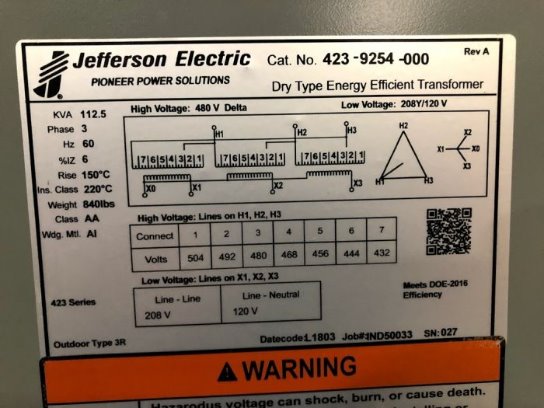 Jefferson Electric
PIONEER POWER SOLUTIONS
Cat. No. 423-9254-000
Rev A
Dry Type Energy Efficient Transformer
KVA 112.5
Phase 3
Hz 60
%IZ 6
Rise 150°C
Ins. Class 220°C
Weight 840lbs
Class AA
Wdg. Mtl. Al
High Voltage: 480 V Delta
Low Voltage: 208Y/120 V
H1 H2 H3
7 6 5 4 3 2 1 7 6 5 4 3 2 1 7 6 5 4 3 2 1
X0 X1 X2 X3
H2
H1 H3
X2
X1 X0
X3
High Voltage: Lines on H1, H2, H3
Connect 1 2 3 4 5 6 7
Volts 504 492 480 468 456 444 432
Low Voltage: Lines on X1, X2, X3
Line - Line Line - Neutral
208 V 120 V
423 Series
Meets DOE-2016
Efficiency
Outdoor Type 3R
Datecode:L1803 Job#:IND50033 SN:027
WARNING
Hazardous voltage can shock, burn, or cause death.